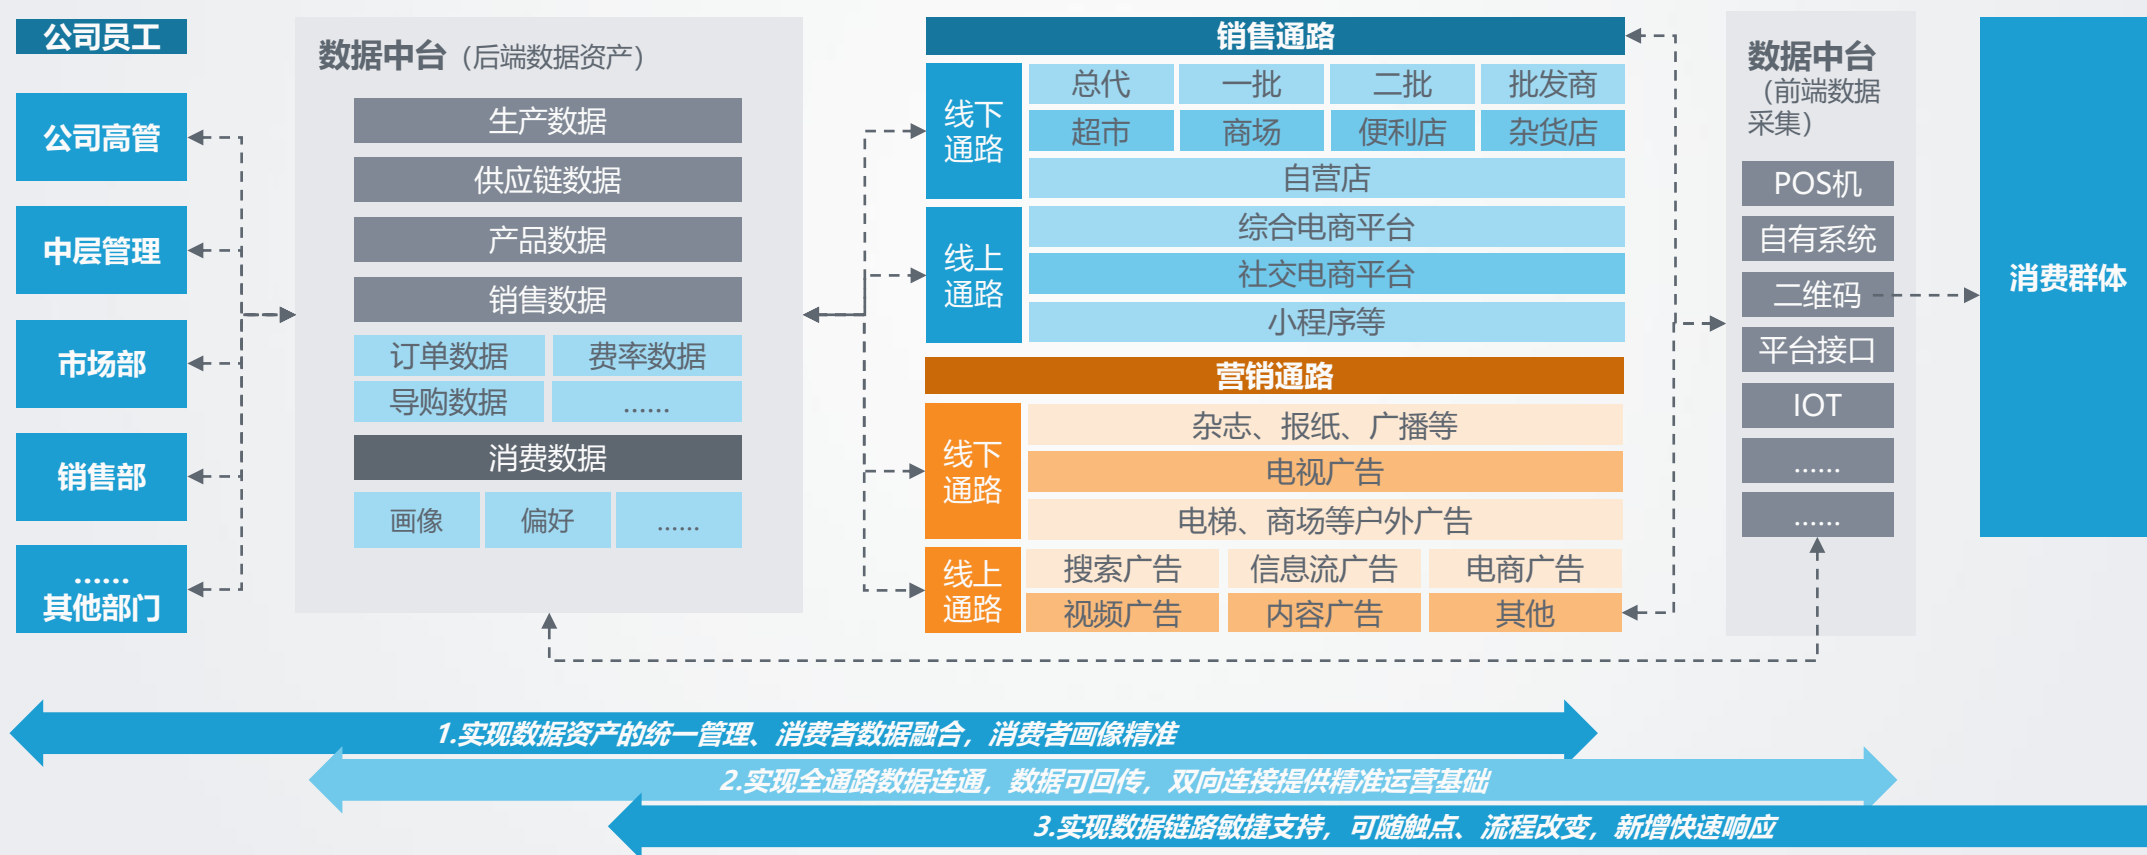 公司员工
公司高管
中层管理
市场部
销售部
......
其他部门
数据中台（后端数据资产）
生产数据
供应链数据
产品数据
销售数据
订单数据 费率数据
导购数据 ......
消费数据
画像 偏好 ......
销售通路
线下
通路
总代 一批 二批 批发商
超市 商场 便利店 杂货店
自营店
线上
通路
综合电商平台
社交电商平台
小程序等
营销通路
线下
通路
杂志、报纸、广播等
电视广告
电梯、商场等户外广告
线上
通路
搜索广告 信息流广告 电商广告
视频广告 内容广告 其他
数据中台
（前端数据
采集）
POS机
自有系统
二维码
平台接口
IOT
......
......
消费群体
1.实现数据资产的统一管理、消费者数据融合，消费者画像精准
2.实现全通路数据连通，数据可回传，双向连接提供精准运营基础
3.实现数据链路敏捷支持，可随触点、流程改变，新增快速响应